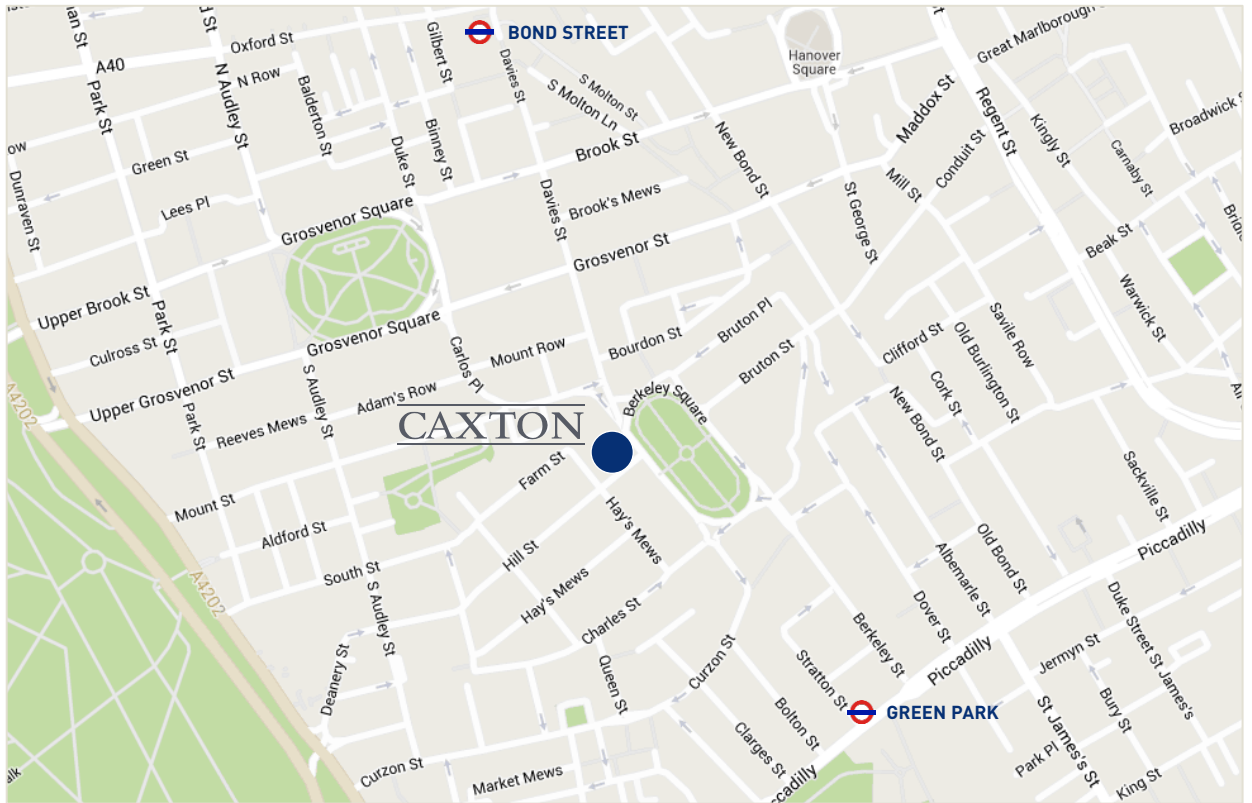 Park St
N Audley St
Oxford St
A40
N Row
Balderton St
Gilbert St
BOND STREET
Davies St
S Molton St
S Molton Ln
Hanover
Square
Great Marlborough
Regent St
Maddox St
Kingly St
Broadwick
Carnaby St
Green St
Duke St
Binney St
Brook St
New Bond St
Conduit St
Mill St
Dunraven St
Lees Pl
Grosvenor Square
Davies St
Brook's Mews
St George St
Grosvenor St
Beak St
Upper Brook St
Park St
Warwick St
Culross St
Grosvenor Square
Carlos Pl
Mount Row
Bourdon St
Bruton Pl
Savile Row
Clifford St
Old Burlington St
Upper Grosvenor St
S Audley St
Bruton St
Cork St
A4202
Park St
Reeves Mews
Adam's Row
Berkeley Square
New Bond St
CAXTON
Mount St
Farm St
Sackville St
Aldford St
Hay's Mews
Piccadilly
Hill St
Old Bond St
Albemarle St
A4202
South St
S Audley St
Hay's Mews
Charles St
Dover St
Duke Street St James's
Berkeley St
Piccadilly
Jermyn St
Deanery St
Queen St
Curzon St
Stratton St
Bolton St
GREEN PARK
St James's St
Bury St
Clarges St
Park Pl
Curzon St
Market Mews
King St